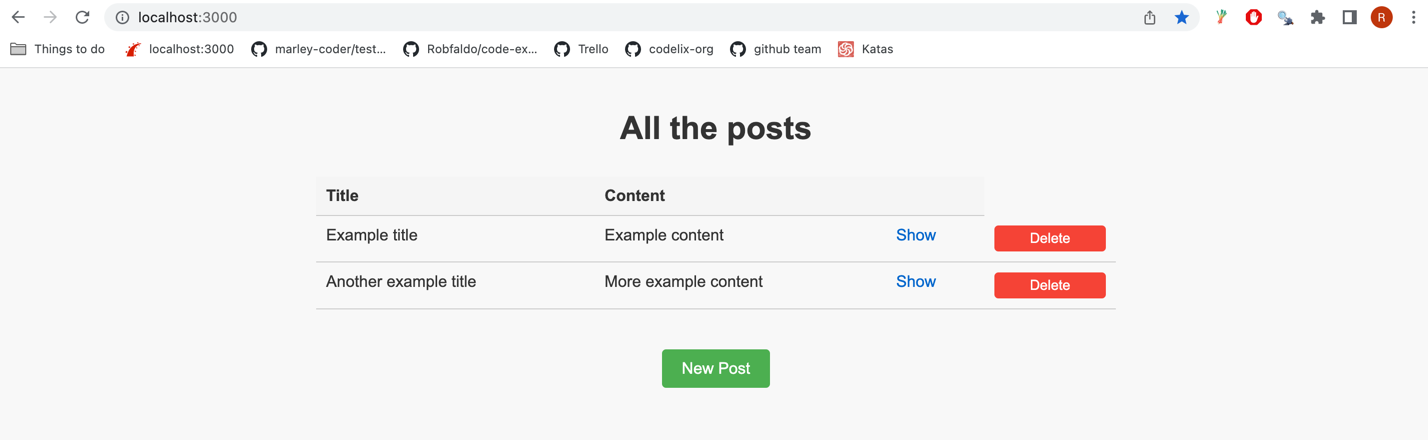 localhost:3000
R
Things to do localhost:3000 marley-coder/test... Robfaldo/code-ex... Trello codelix-org github team Katas
All the posts
Title Content
Example title Example content Show Delete
Another example title More example content Show Delete
New Post